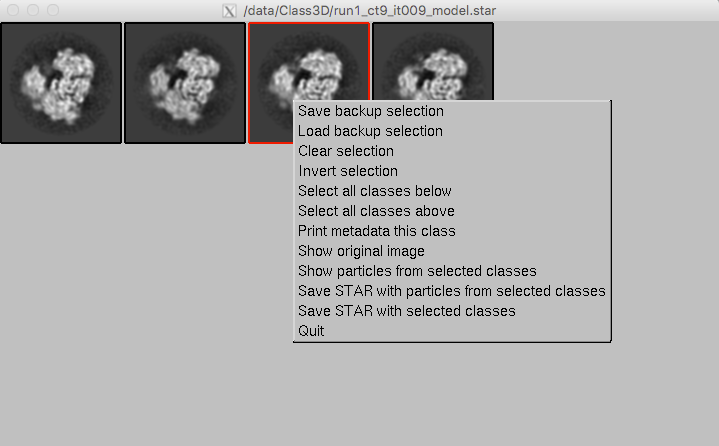 X /data/Class3D/run1_ct9_it009_model.star
Save backup selection
Load backup selection
Clear selection
Invert selection
Select all classes below
Select all classes above
Print metadata this class
Show original image
Show particles from selected classes
Save STAR with particles from selected classes
Save STAR with selected classes
Quit